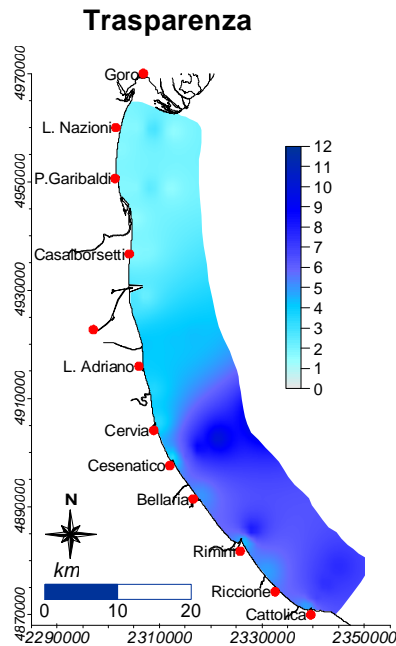 Trasparenza
4970000
4950000
4930000
4910000
4890000
4870000
Goro
L. Nazioni
P.Garibaldi
Casalborsetti
L. Adriano
Cervia
Cesenatico
Bellaria
Rimini
Riccione
Cattolica
12
11
10
9
8
7
6
5
4
3
2
1
0
N
km
0 10 20
2290000 2310000 2330000 2350000